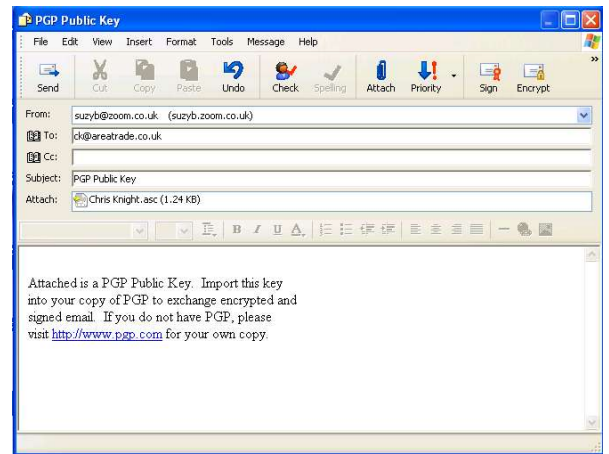 PGP Public Key
File Edit View Insert Format Tools Message Help
Send Cut Copy Paste Undo Check Spelling Attach Priority Sign Encrypt
From: suzyb@zoom.co.uk (suzyb.zoom.co.uk)
To: ck@areatrade.co.uk
Cc:
Subject: PGP Public Key
Attach: Chris Knight.asc (1.24 KB)
B I U A
Attached is a PGP Public Key. Import this key
into your copy of PGP to exchange encrypted and
signed email. If you do not have PGP, please
visit http://www.pgp.com for your own copy.